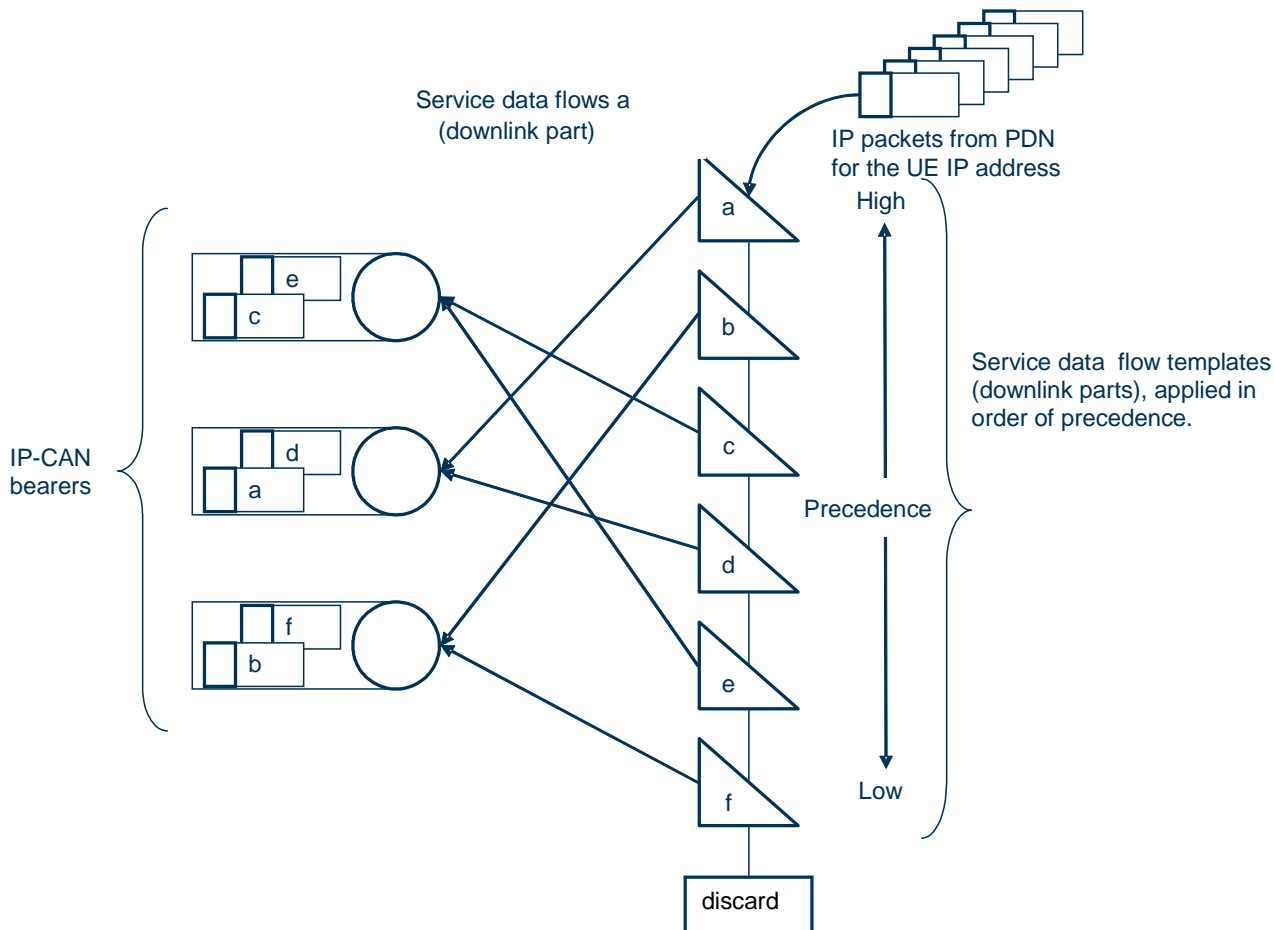 Service data flows a
(downlink part)
IP packets from PDN
for the UE IP address
High
a
e
c
b
Service data flow templates
(downlink parts), applied in
order of precedence.
c
IP-CAN
bearers
d
a
Precedence
d
f
b
e
Low
f
discard